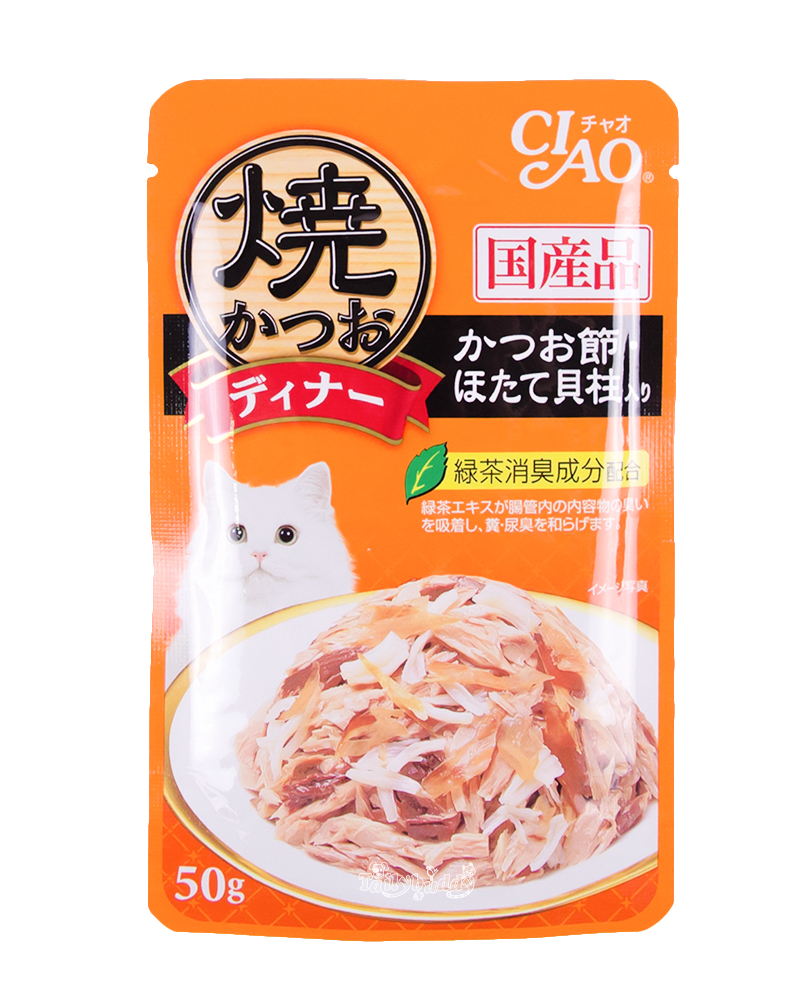 CIAO チャオ ®
焼
かつお
ディナー
国産品
かつお節・
ほたて貝柱入り
緑茶消臭成分配合
緑茶エキスが腸管内の内容物の臭い
を吸着し、糞・尿臭を和らげます。
イメージ写真
50g